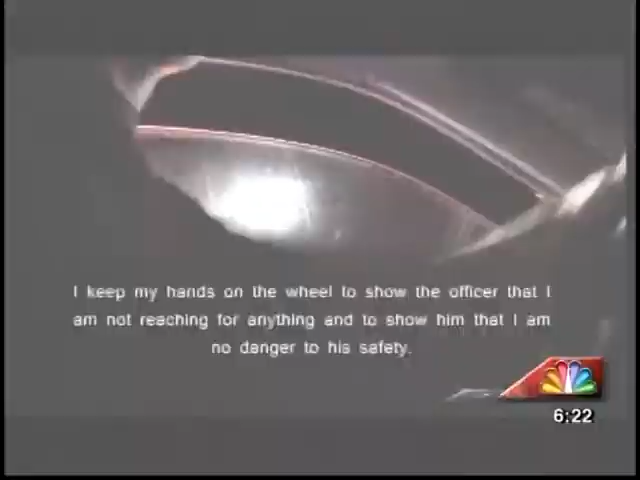 I keep my hands on the wheel to show the officer that I
am not reaching for anything and to show him that I am
no danger to his safety.
6:22